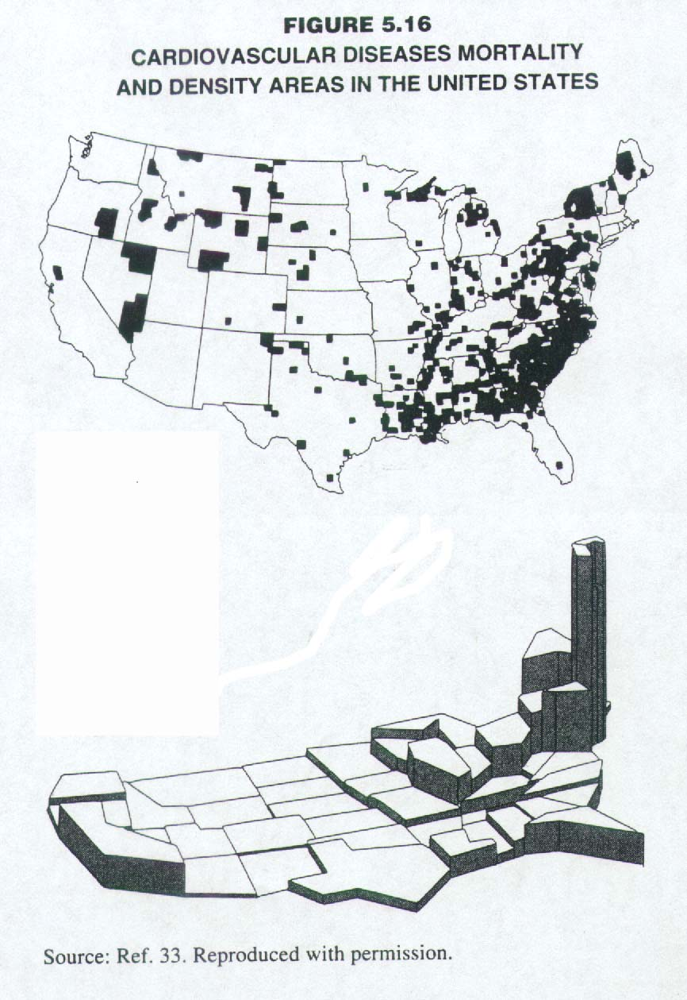 FIGURE 5.16
CARDIOVASCULAR DISEASES MORTALITY
AND DENSITY AREAS IN THE UNITED STATES
Source: Ref. 33. Reproduced with permission.